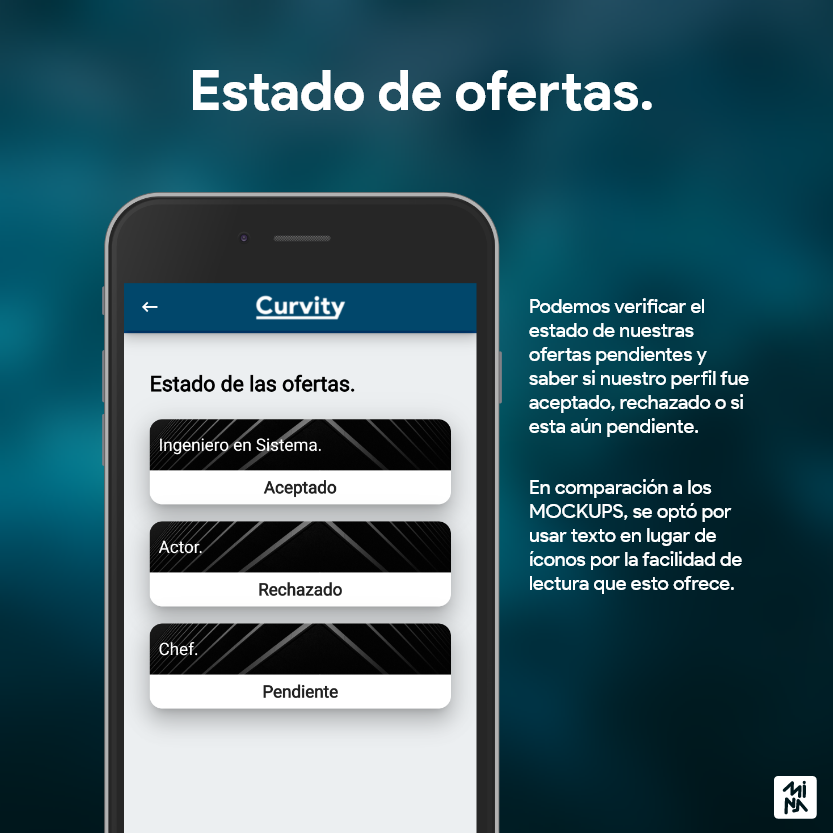 Estado de ofertas.
Curvity
Estado de las ofertas.
Ingeniero en Sistema.
Aceptado
Actor.
Rechazado
Chef.
Pendiente
Podemos verificar el
estado de nuestras
ofertas pendientes y
saber si nuestro perfil fue
aceptado, rechazado o si
esta aún pendiente.
En comparación a los
MOCKUPS, se optó por
usar texto en lugar de
íconos por la facilidad de
lectura que esto ofrece.
MINA